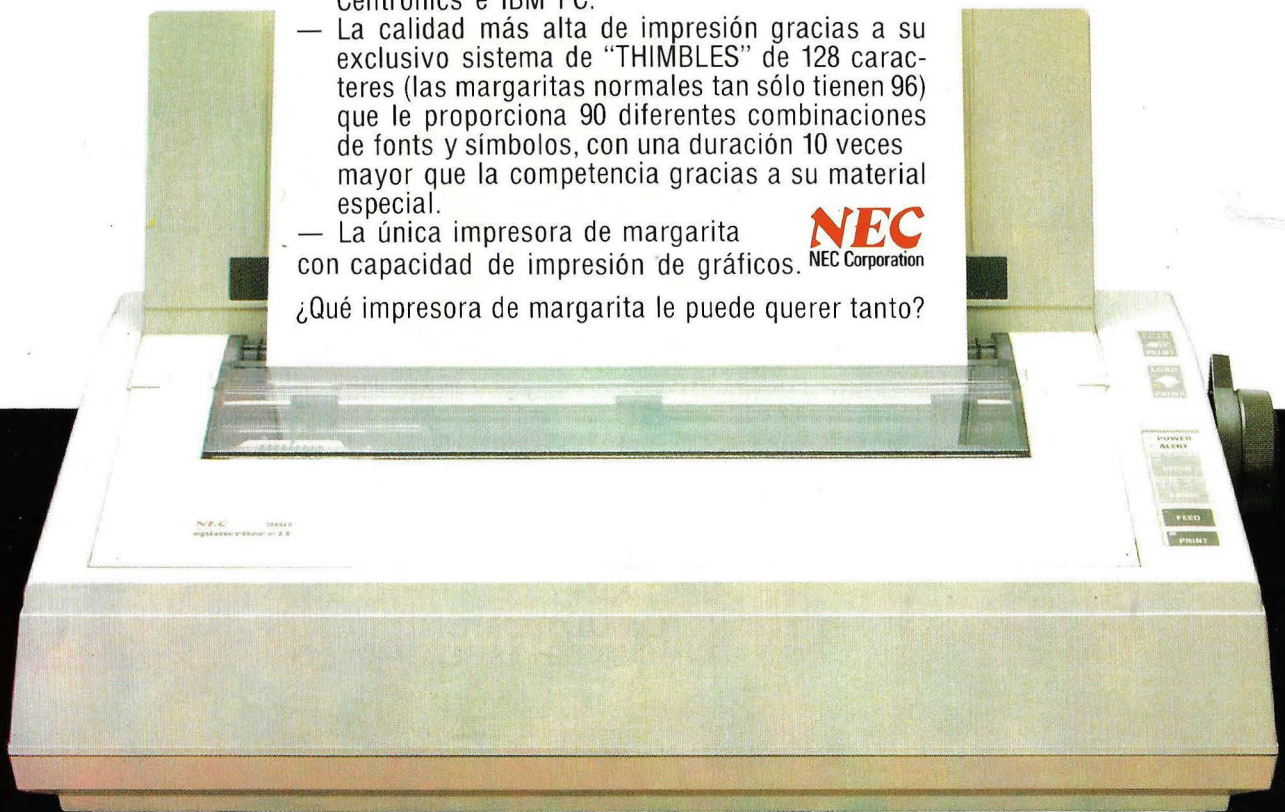 Centronics e IBM PC.
— La calidad más alta de impresión gracias a su
exclusivo sistema de “THIMBLES” de 128 carac-
teres (las margaritas normales tan sólo tienen 96)
que le proporciona 90 diferentes combinaciones
de fonts y símbolos, con una duración 10 veces
mayor que la competencia gracias a su material
especial.
— La única impresora de margarita
con capacidad de impresión de gráficos.
NEC
NEC Corporation
¿Qué impresora de margarita le puede querer tanto?
LOAD
PRINT
POWER
ALERT
FEED
PRINT
NEC